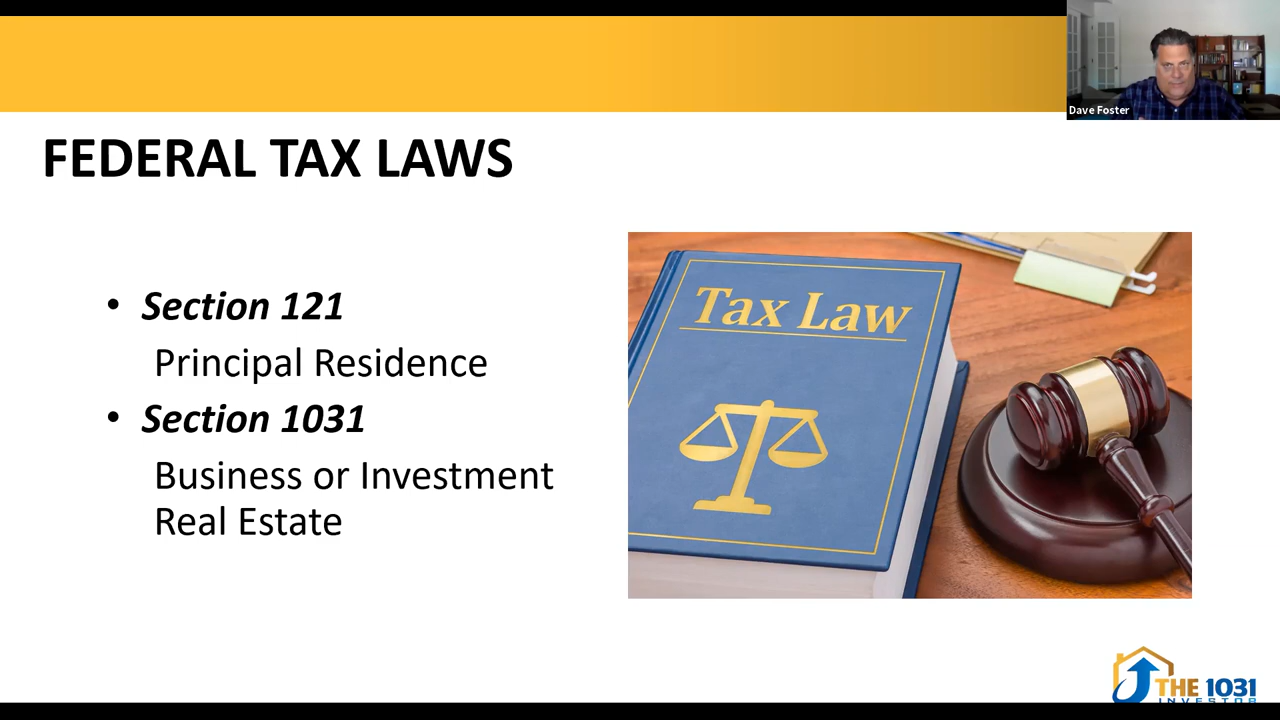 Dave Foster
FEDERAL TAX LAWS
• Section 121
Principal Residence
• Section 1031
Business or Investment
Real Estate
Tax Law
THE 1031
INVESTOR